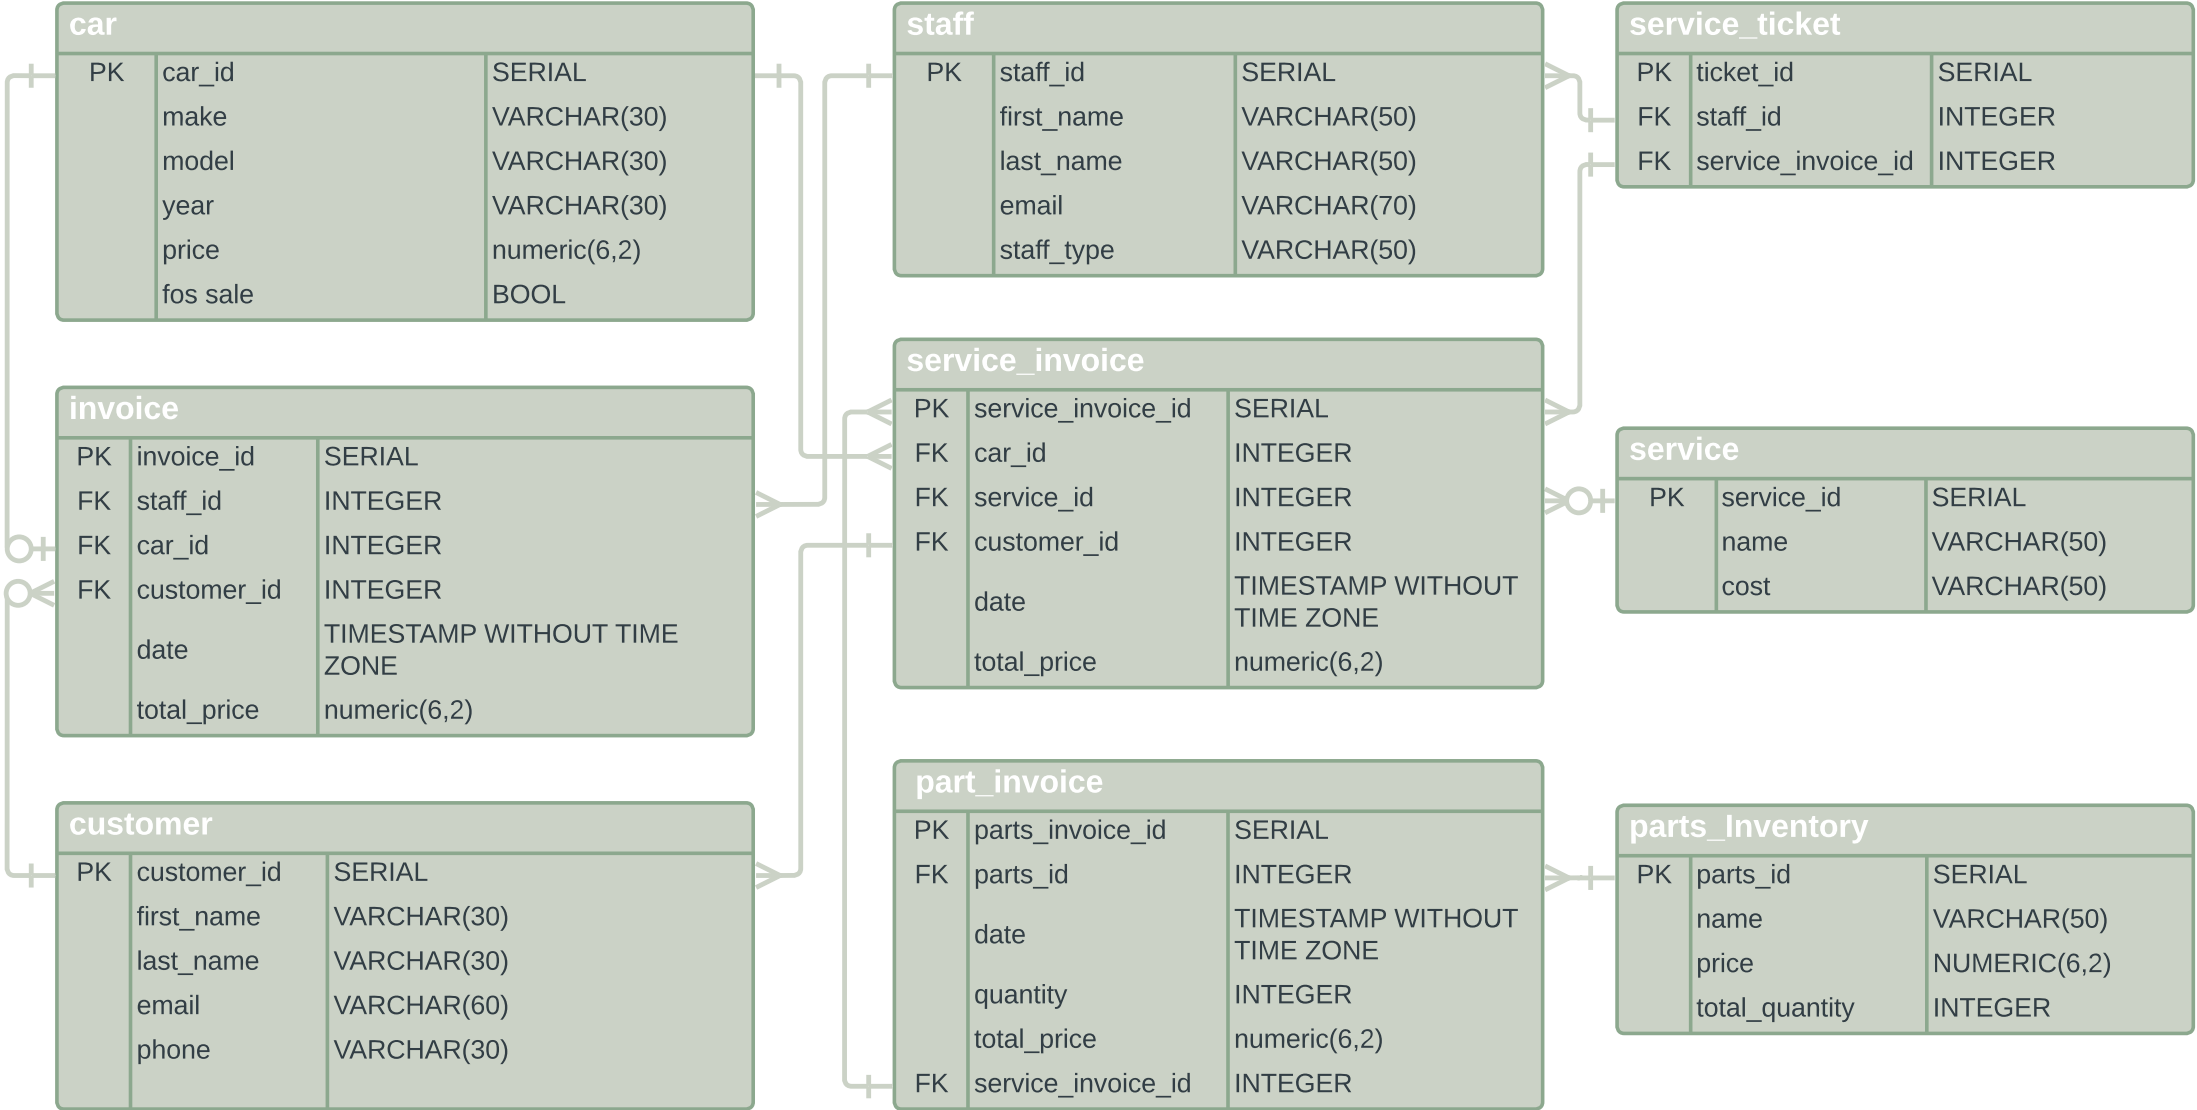 car
PK car_id SERIAL
make VARCHAR(30)
model VARCHAR(30)
year VARCHAR(30)
price numeric(6,2)
fos sale BOOL
invoice
PK invoice_id SERIAL
FK staff_id INTEGER
FK car_id INTEGER
FK customer_id INTEGER
date TIMESTAMP WITHOUT TIME
ZONE
total_price numeric(6,2)
customer
PK customer_id SERIAL
first_name VARCHAR(30)
last_name VARCHAR(30)
email VARCHAR(60)
phone VARCHAR(30)
staff
PK staff_id SERIAL
first_name VARCHAR(50)
last_name VARCHAR(50)
email VARCHAR(70)
staff_type VARCHAR(50)
service_invoice
PK service_invoice_id SERIAL
FK car_id INTEGER
FK service_id INTEGER
FK customer_id INTEGER
date TIMESTAMP WITHOUT
TIME ZONE
total_price numeric(6,2)
part_invoice
PK parts_invoice_id SERIAL
FK parts_id INTEGER
date TIMESTAMP WITHOUT
TIME ZONE
quantity INTEGER
total_price numeric(6,2)
FK service_invoice_id INTEGER
service_ticket
PK ticket_id SERIAL
FK staff_id INTEGER
FK service_invoice_id INTEGER
service
PK service_id SERIAL
name VARCHAR(50)
cost VARCHAR(50)
parts_Inventory
PK parts_id SERIAL
name VARCHAR(50)
price NUMERIC(6,2)
total_quantity INTEGER